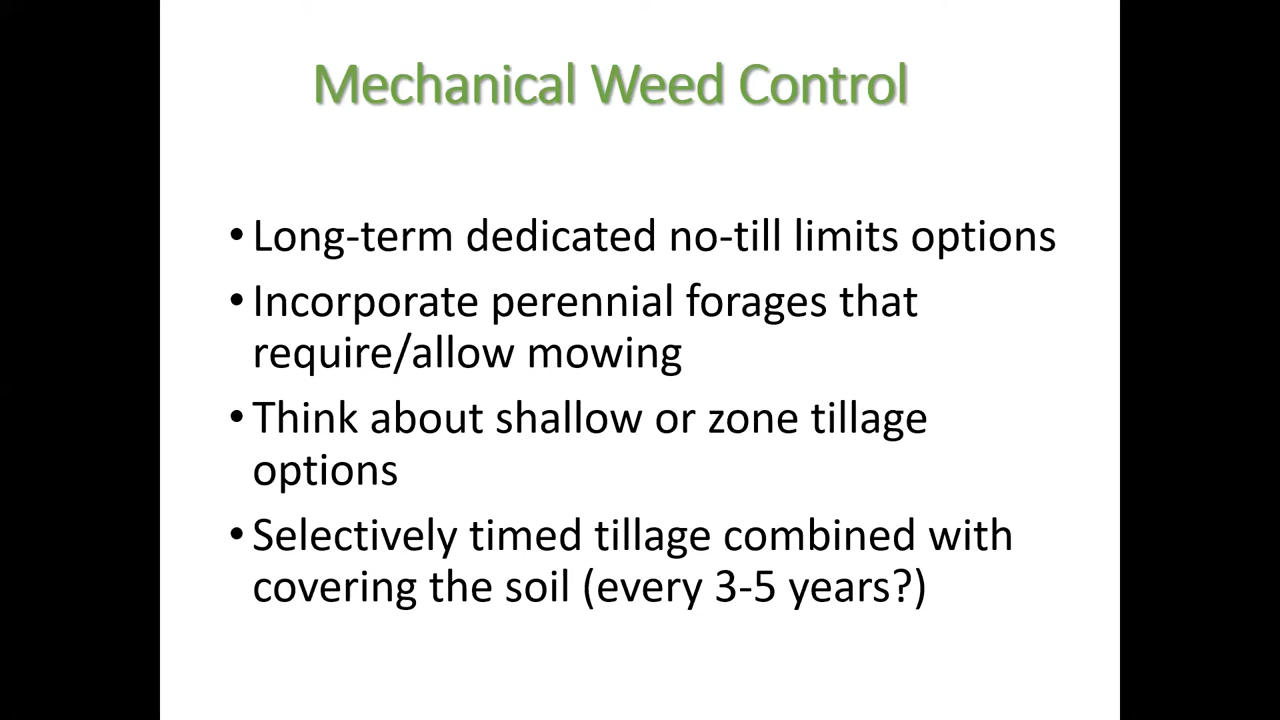 Mechanical Weed Control
• Long-term dedicated no-till limits options
• Incorporate perennial forages that
require/allow mowing
• Think about shallow or zone tillage
options
• Selectively timed tillage combined with
covering the soil (every 3-5 years?)